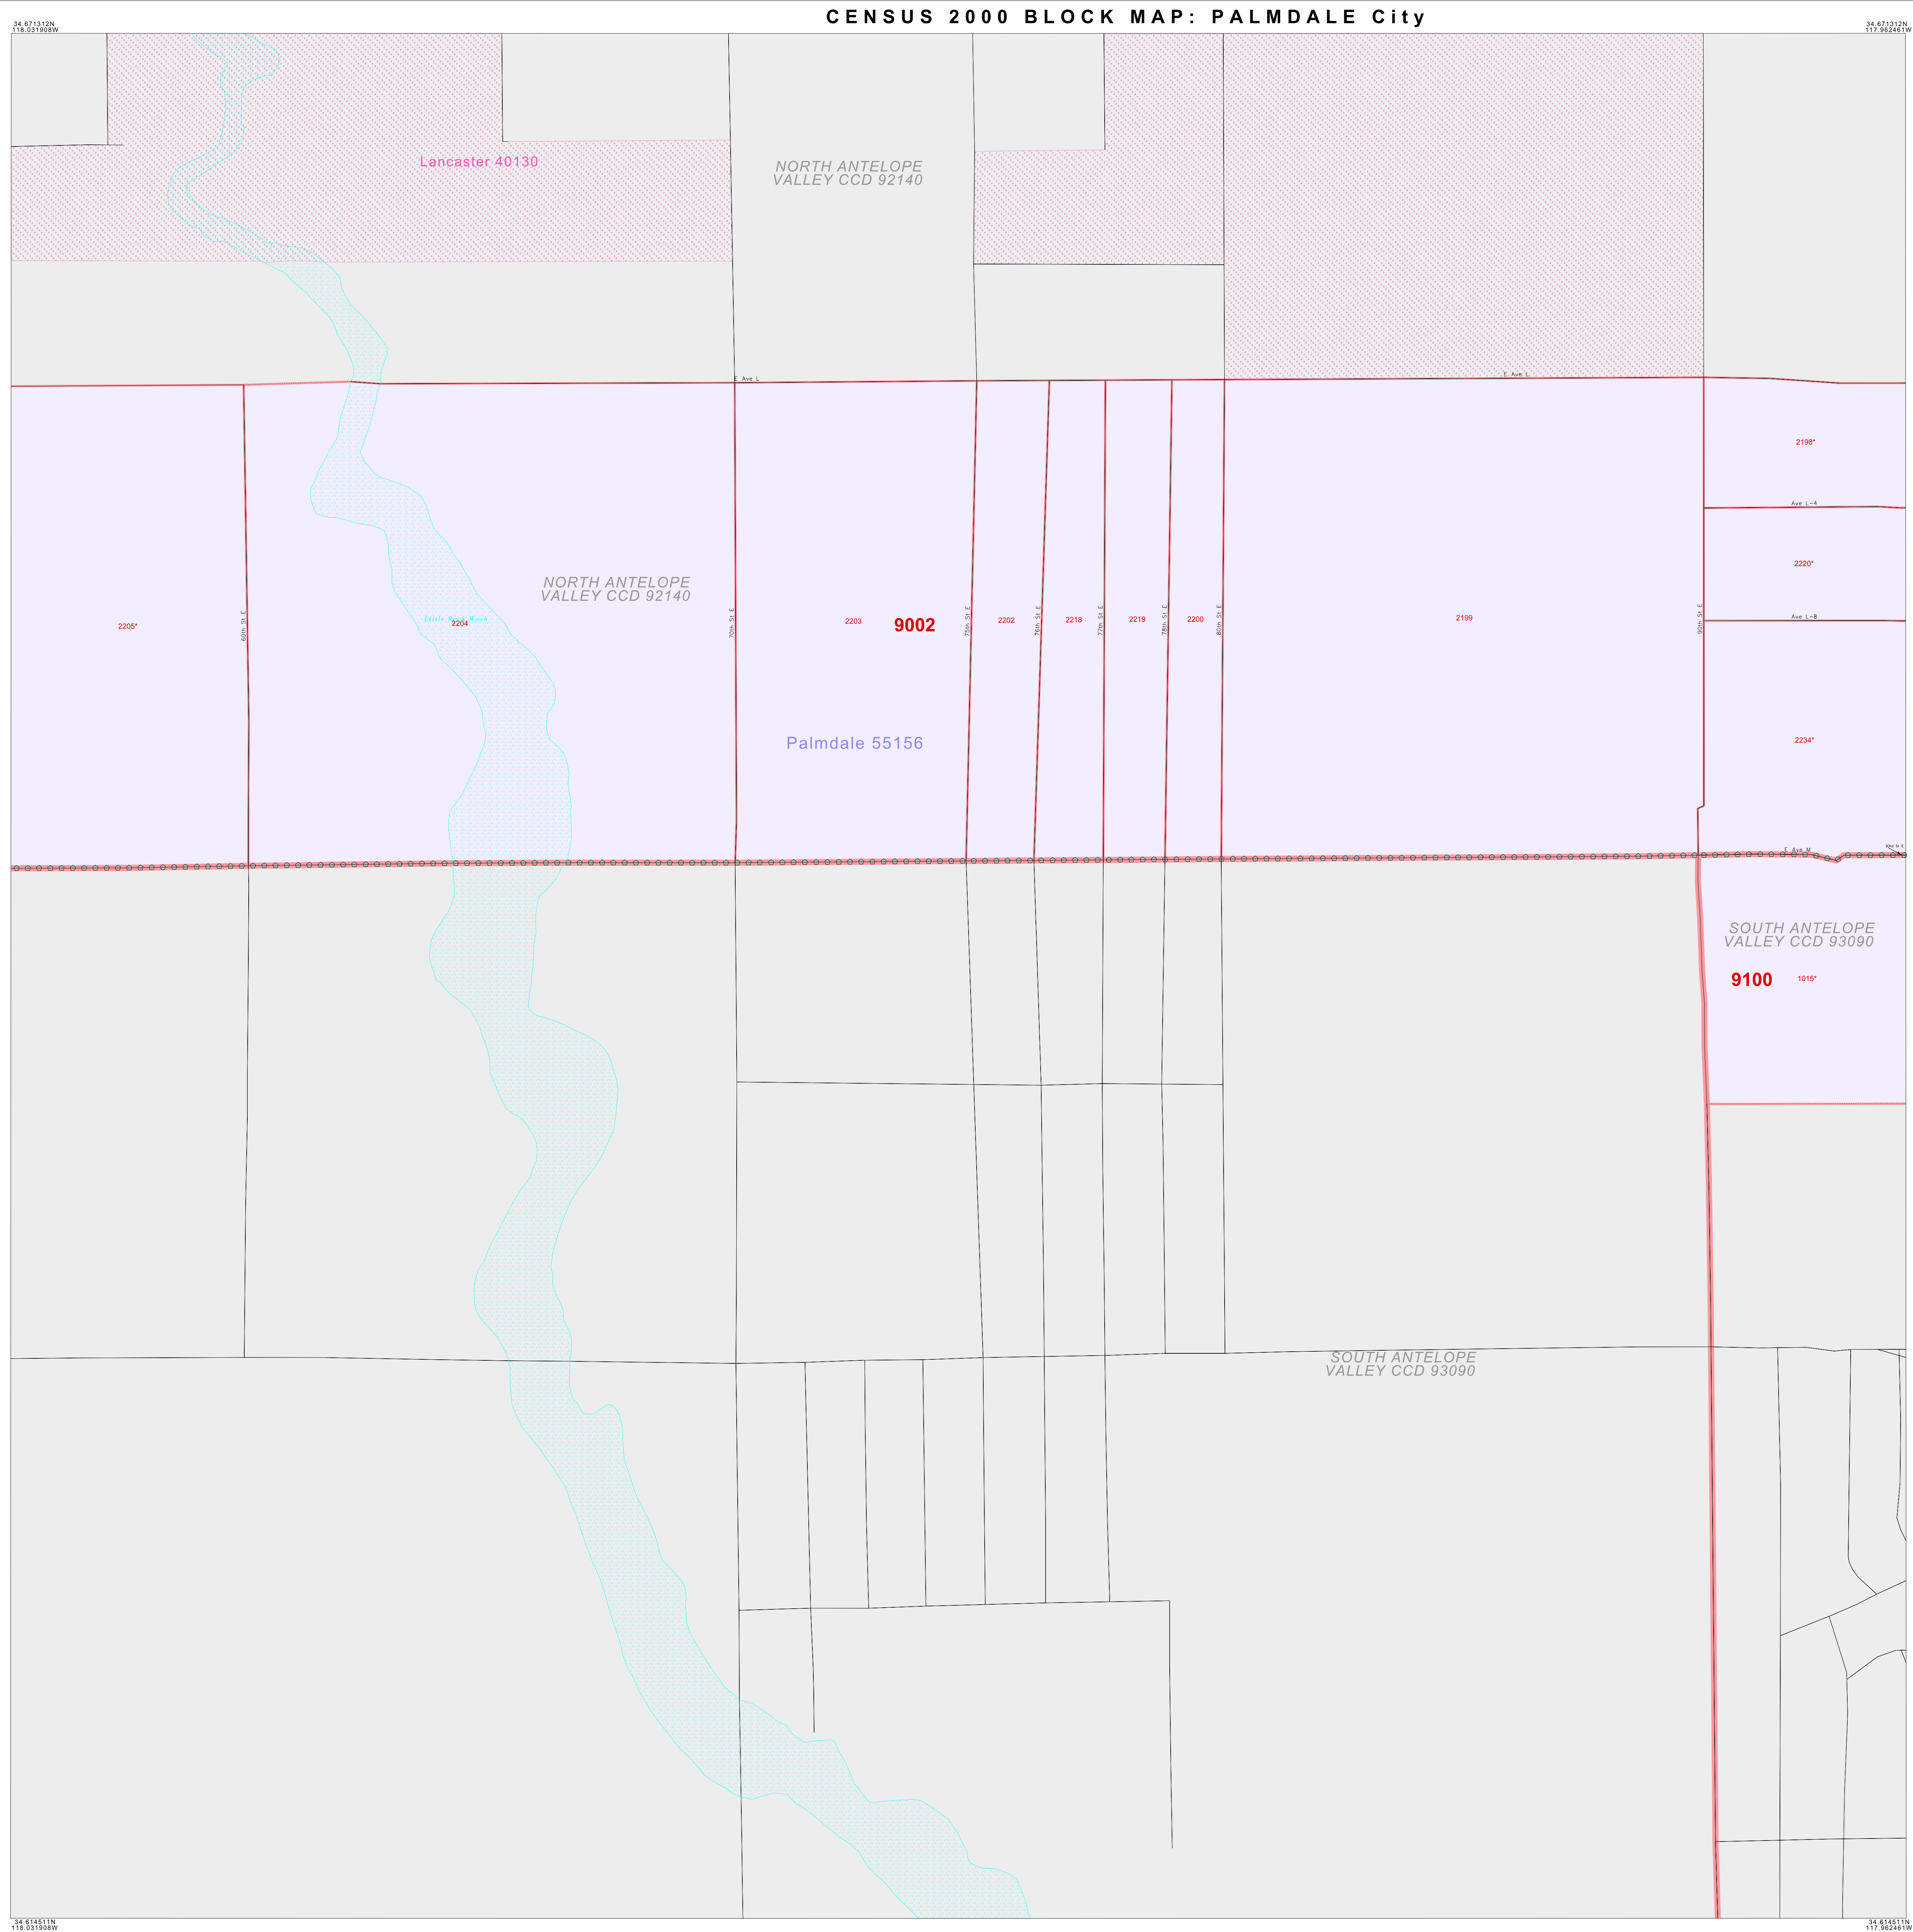 CENSUS 2000 BLOCK MAP: PALMDALE City
34.671312N
118.031908W
34.671312N
117.962461W
Lancaster 40130
NORTH ANTELOPE
VALLEY CCD 92140
E Ave L
E Ave L
2198*
Ave L-4
2220*
NORTH ANTELOPE
VALLEY CCD 92140
2205*
60th St E
Little Rock Wash
2204
70th St E
2203
9002
75th St E
2202
76th St E
2218
77th St E
2219
78th St E
2200
80th St E
2199
90th St E
Ave L-8
2234*
Palmdale 55156
E Ave M
SOUTH ANTELOPE
VALLEY CCD 93090
9100
1015*
SOUTH ANTELOPE
VALLEY CCD 93090
34.614511N
118.031908W
34.614511N
117.962461W